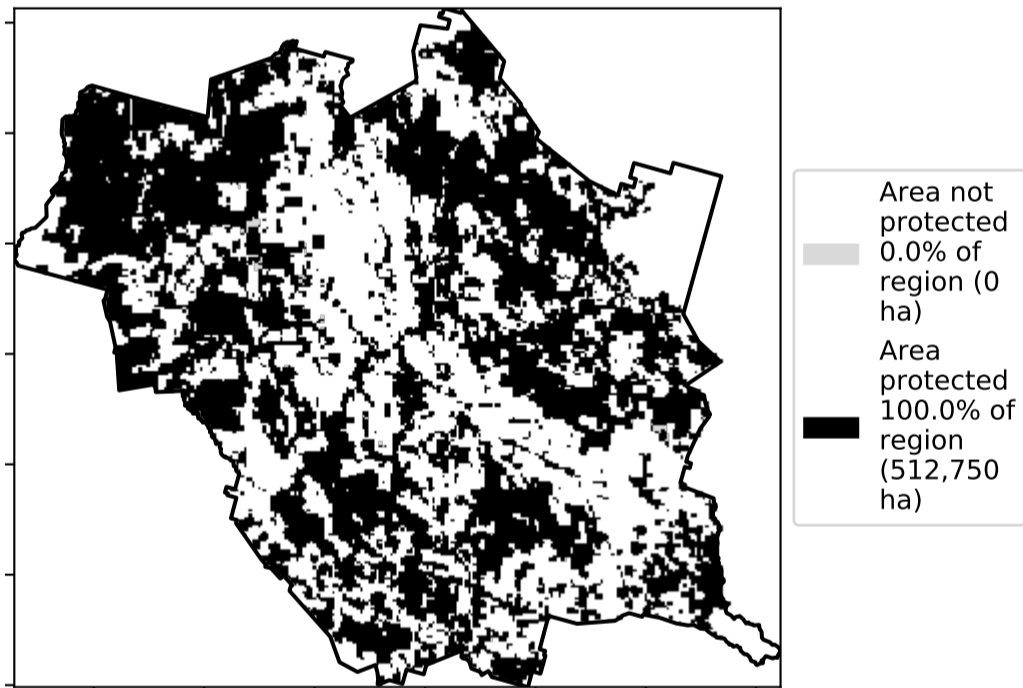 Area not
protected
0.0% of
region (0
ha)
Area
protected
100.0% of
region
(512,750
ha)